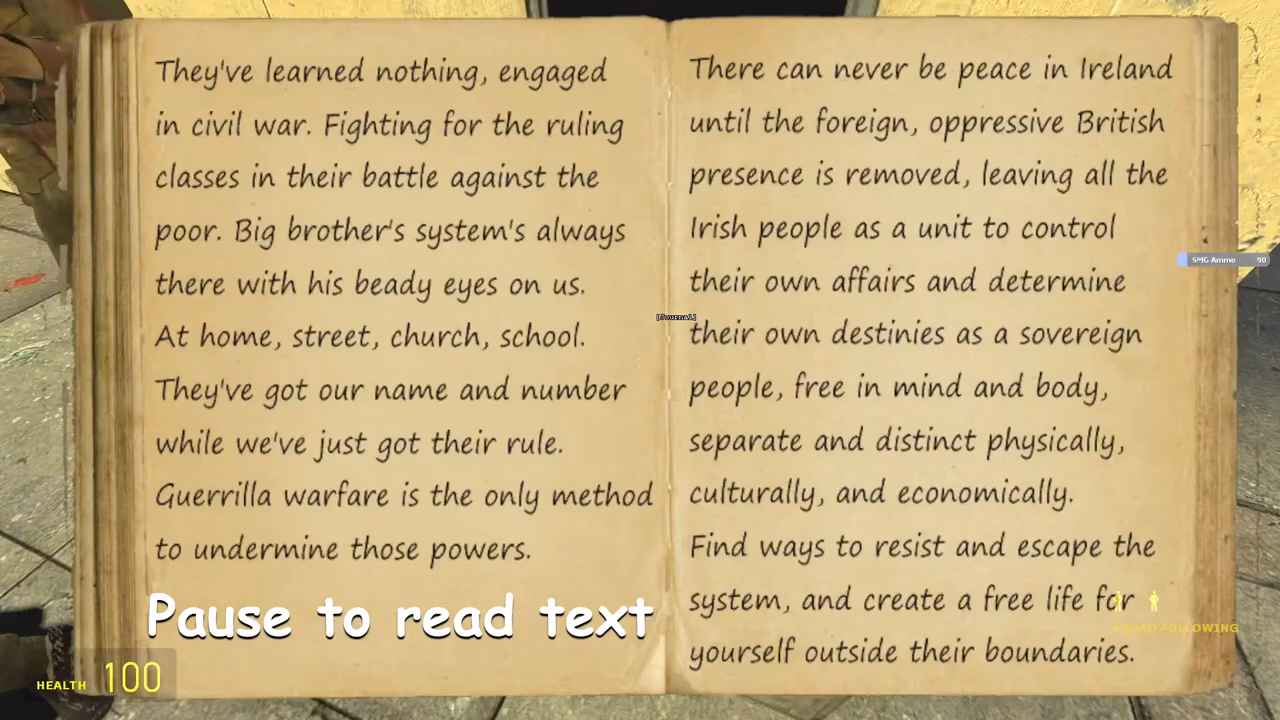 They've learned nothing, engaged
in civil war. Fighting for the ruling
classes in their battle against the
poor. Big brother's system's always
there with his beady eyes on us.
At home, street, church, school.
They've got our name and number
while we've just got their rule.
Guerrilla warfare is the only method
to undermine those powers.
Pause to read text
HEALTH 100
[Journal]
There can never be peace in Ireland
until the foreign, oppressive British
presence is removed, leaving all the
Irish people as a unit to control
their own affairs and determine
their own destinies as a sovereign
people, free in mind and body,
separate and distinct physically,
culturally, and economically.
Find ways to resist and escape the
system, and create a free life for
yourself outside their boundaries.
SMG Ammo 90
SQUAD FOLLOWING